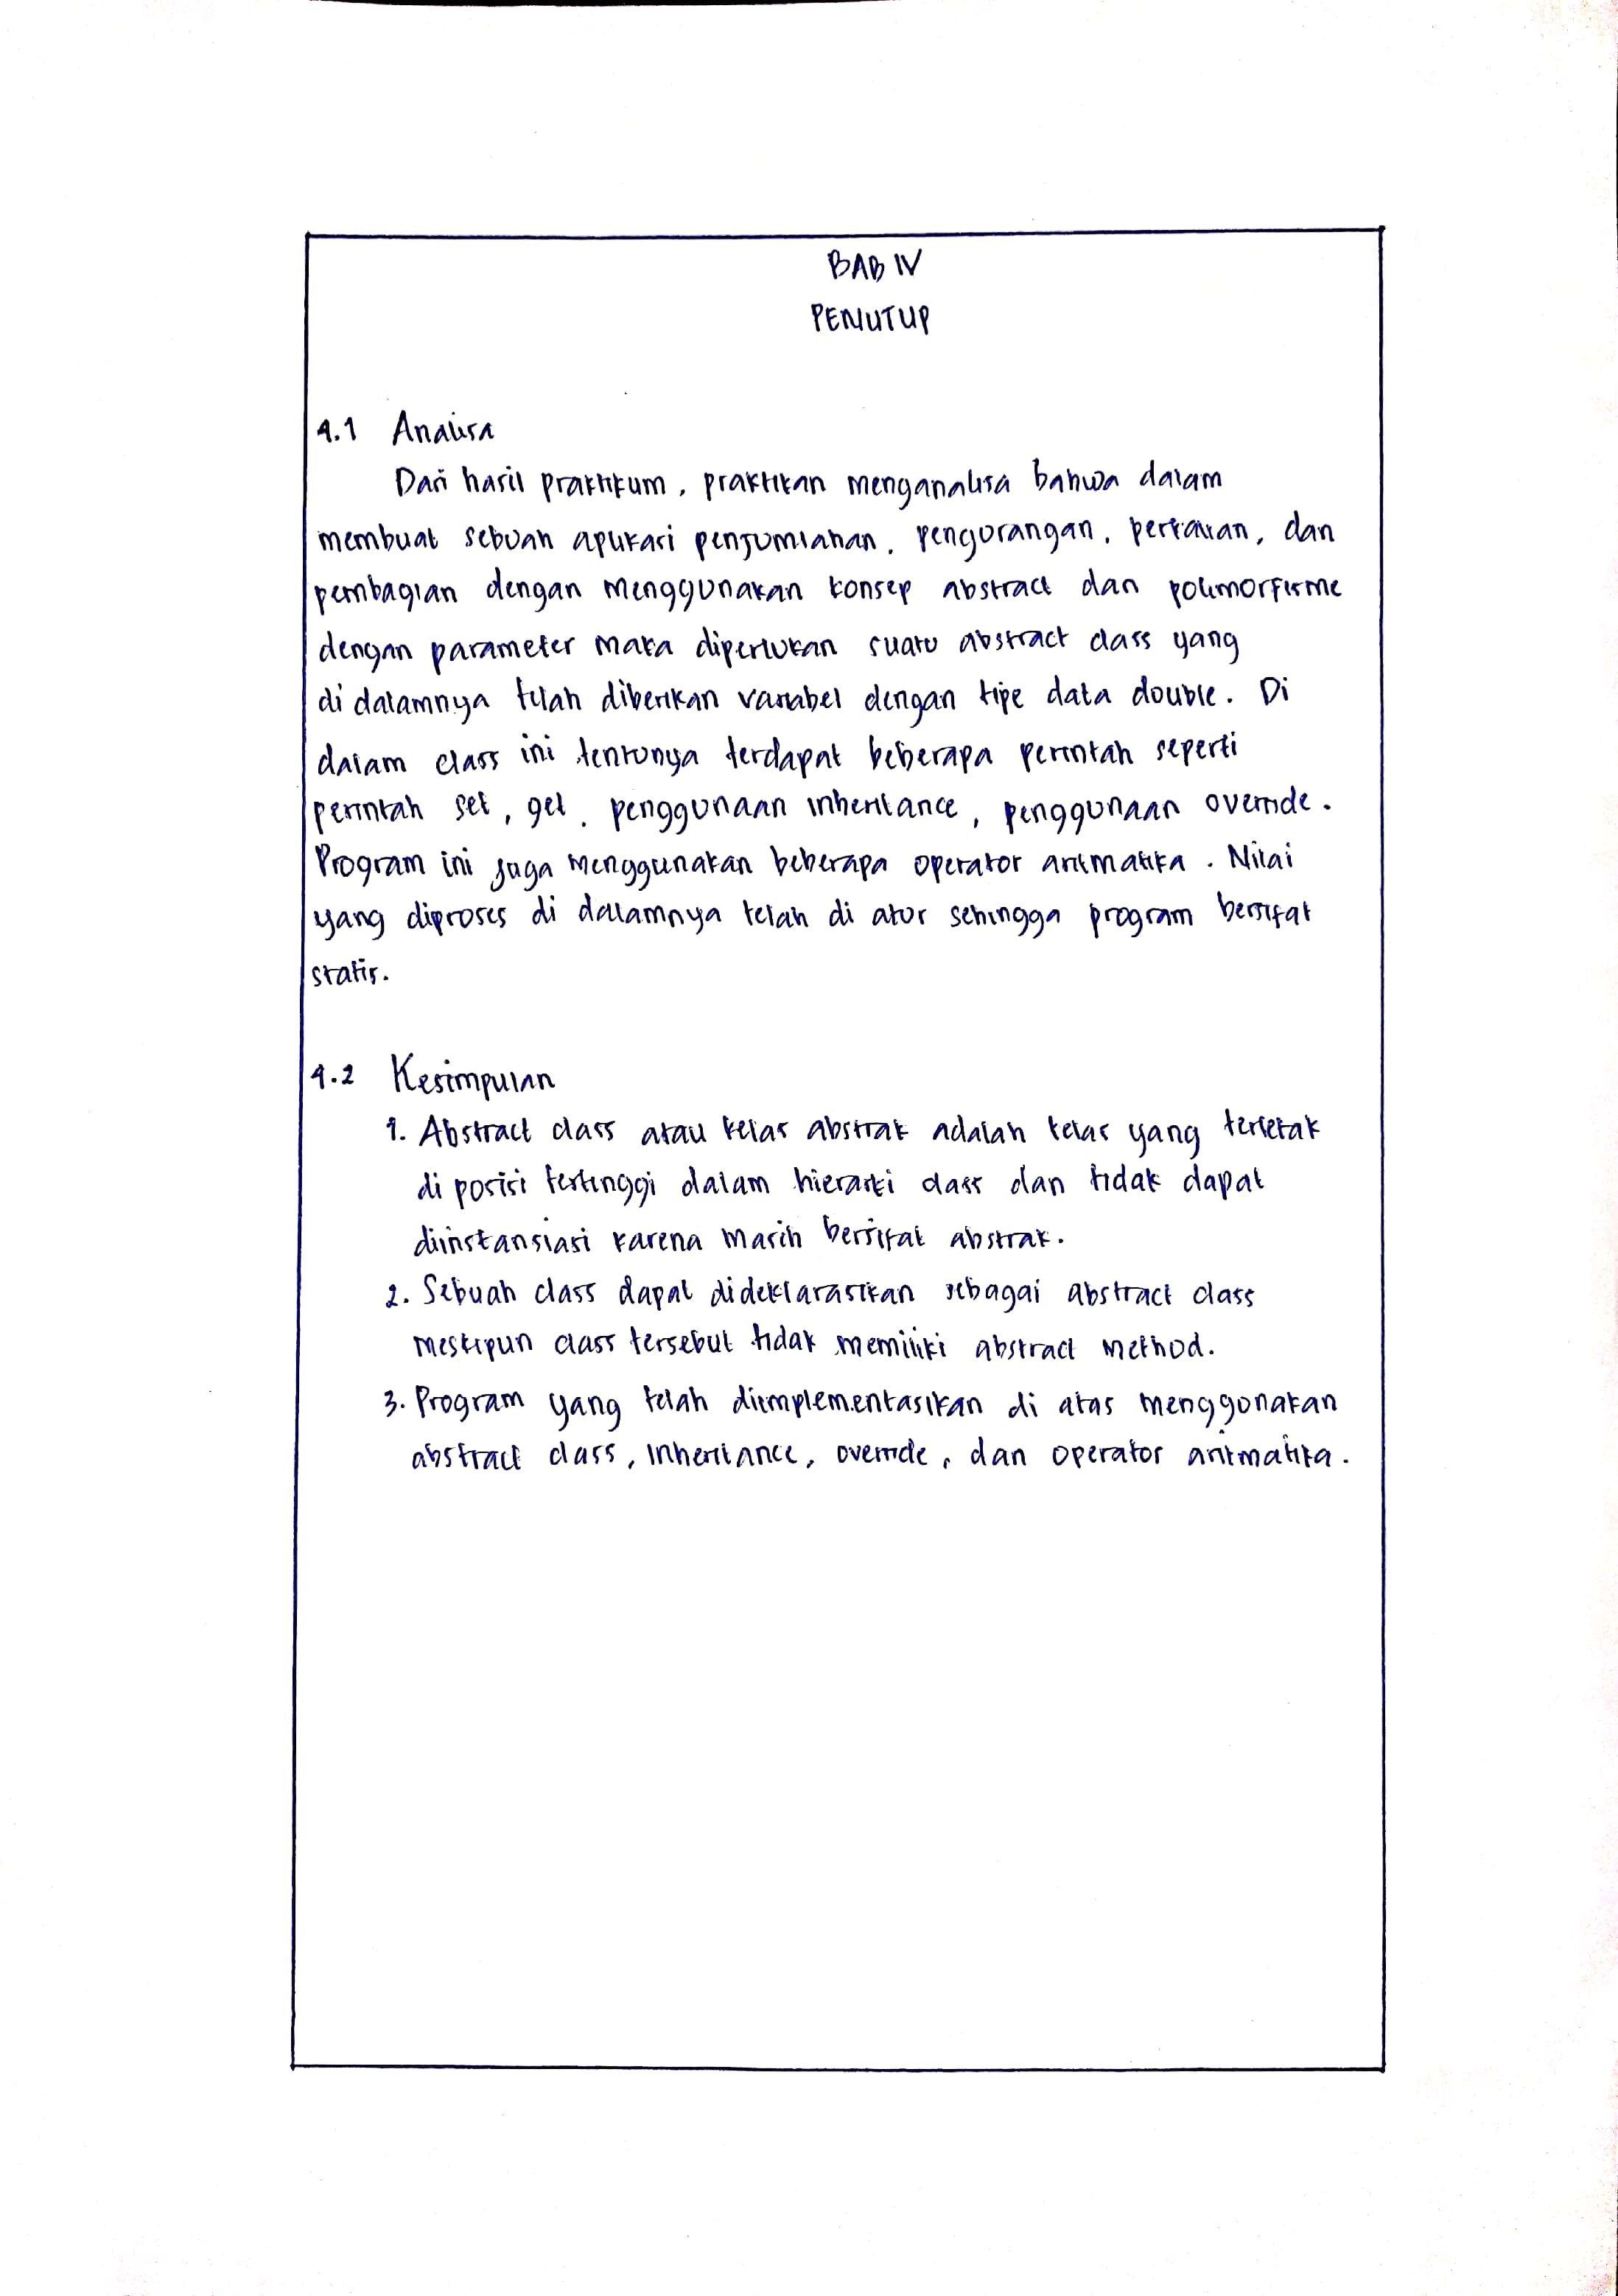 BAB IV
PENUTUP
4.1 Analisa
Dari hasil praktikum, praktikan menganalisa bahwa dalam
membuat sebuah aplikasi penjumlahan, pengurangan, perkalian, dan
pembagian dengan menggunakan konsep abstract dan polimorfisme
dengan parameter maka diperlukan suatu abstract class yang
di dalamnya telah diberikan variabel dengan tipe data double. Di
dalam class ini tentunya terdapat beberapa perintah seperti
perintah set, get, penggunaan inheritance, penggunaan override.
Program ini juga menggunakan beberapa operator aritmatika. Nilai
yang diproses di dalamnya telah di atur sehingga program bersifat
statis.
4.2 Kesimpulan
1. Abstract class atau kelas abstrak adalah kelas yang terletak
di posisi tertinggi dalam hierarki class dan tidak dapat
diinstansiasi karena masih bersifat abstrak.
2. Sebuah class dapat dideklarasikan sebagai abstract class
meskipun class tersebut tidak memiliki abstract method.
3. Program yang telah diimplementasikan di atas menggunakan
abstract class, inheritance, override, dan operator aritmatika.